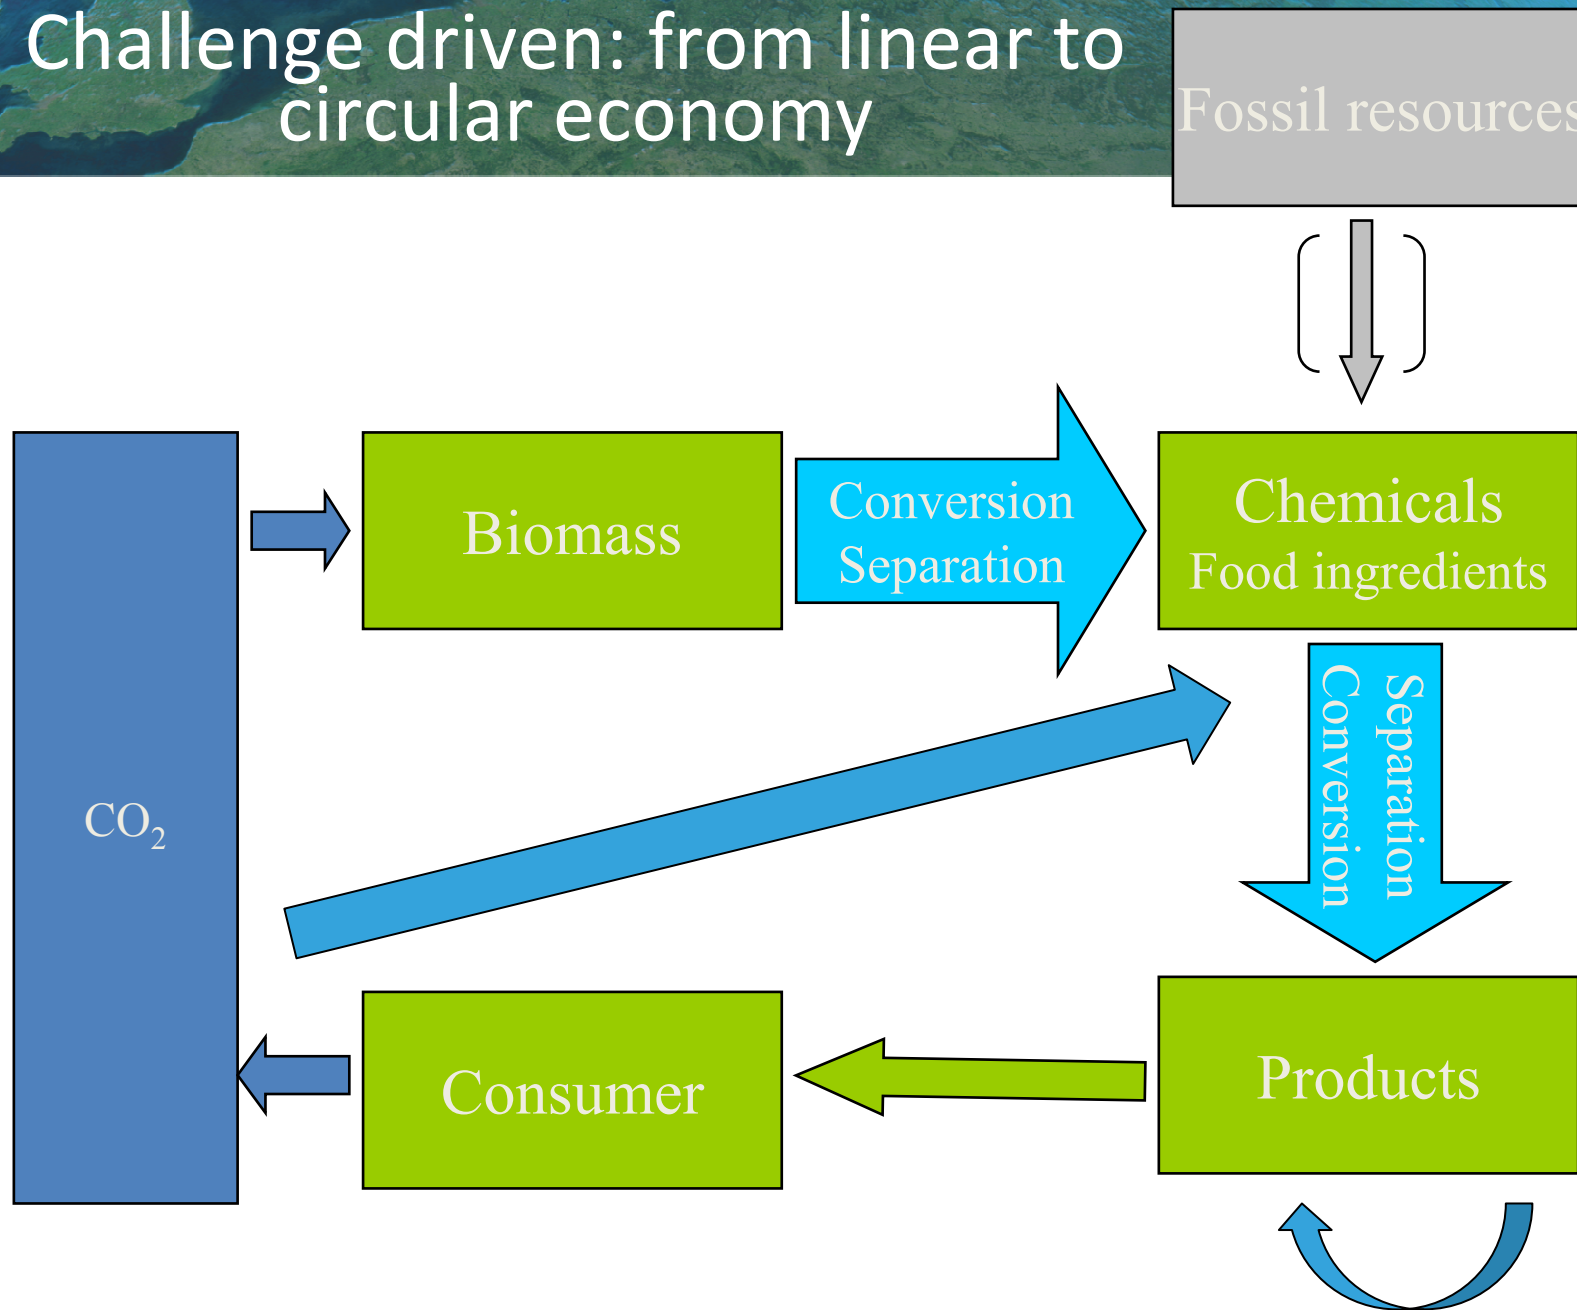 Challenge driven: from linear to
circular economy
Fossil resources
Biomass
Conversion
Separation
Chemicals
Food ingredients
Separation
Conversion
CO₂
Consumer
Products